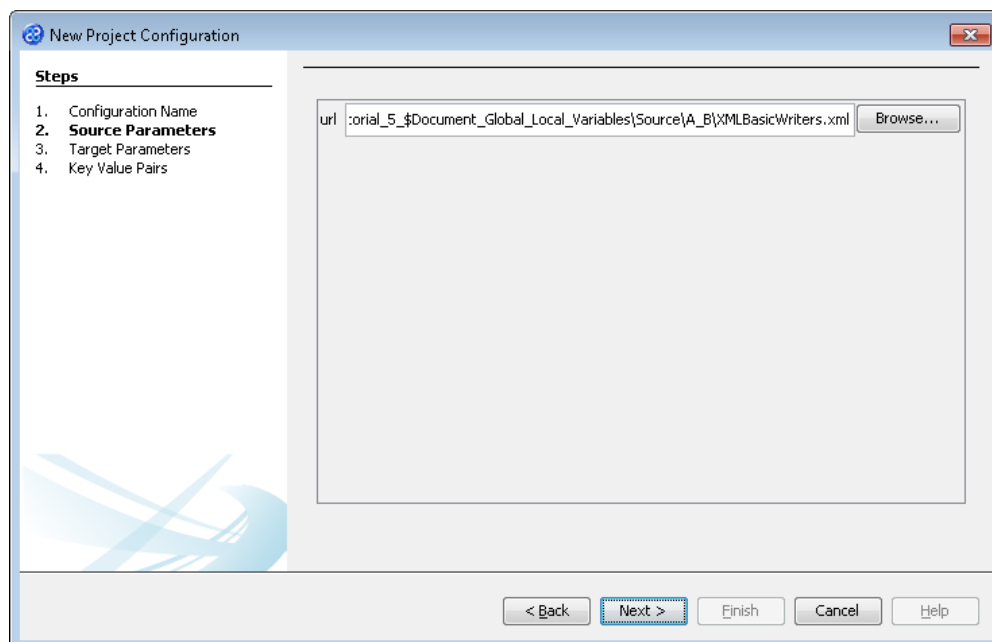 New Project Configuration
Steps
1. Configuration Name
2. Source Parameters
3. Target Parameters
4. Key Value Pairs
url :orial_5_$Document_Global_Local_Variables\Source\A_B\XMLBasicWriters.xml Browse...
< Back Next > Finish Cancel Help